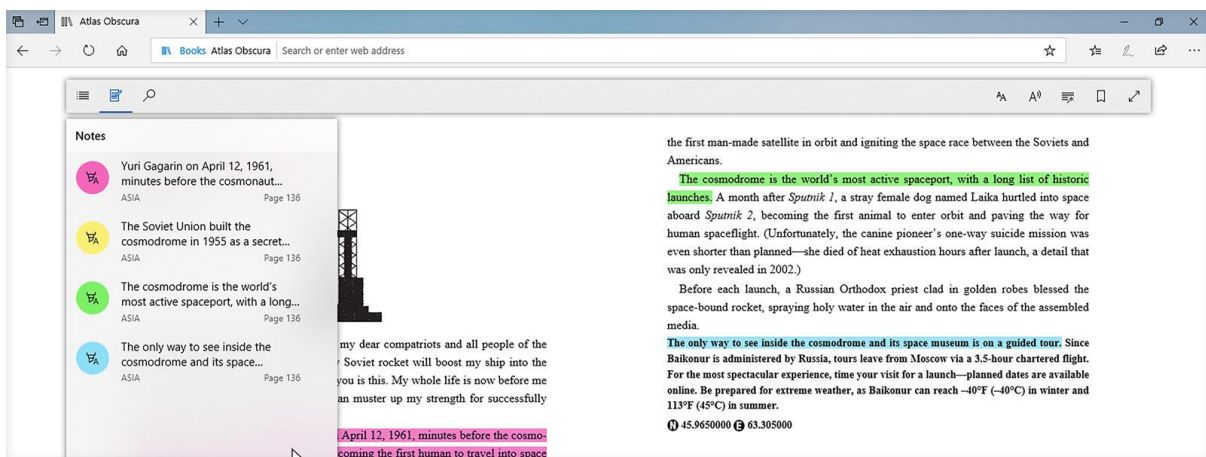 Atlas Obscura
Books Atlas Obscura Search or enter web address
Notes
Yuri Gagarin on April 12, 1961,
minutes before the cosmonaut...
ASIA Page 136
The Soviet Union built the
cosmodrome in 1955 as a secret...
ASIA Page 136
The cosmodrome is the world's
most active spaceport, with a long...
ASIA Page 136
The only way to see inside the
cosmodrome and its space...
ASIA Page 136
my dear compatriots and all people of the
Soviet rocket will boost my ship into the
you is this. My whole life is now before me
an muster up my strength for successfully
April 12, 1961, minutes before the cosmo-
coming the first human to travel into space
the first man-made satellite in orbit and igniting the space race between the Soviets and
Americans.
The cosmodrome is the world's most active spaceport, with a long list of historic
launches. A month after Sputnik 1, a stray female dog named Laika hurtled into space
aboard Sputnik 2, becoming the first animal to enter orbit and paving the way for
human spaceflight. (Unfortunately, the canine pioneer's one-way suicide mission was
even shorter than planned—she died of heat exhaustion hours after launch, a detail that
was only revealed in 2002.)
Before each launch, a Russian Orthodox priest clad in golden robes blessed the
space-bound rocket, spraying holy water in the air and onto the faces of the assembled
media.
The only way to see inside the cosmodrome and its space museum is on a guided tour. Since
Baikonur is administered by Russia, tours leave from Moscow via a 3.5-hour chartered flight.
For the most spectacular experience, time your visit for a launch—planned dates are available
online. Be prepared for extreme weather, as Baikonur can reach –40°F (–40°C) in winter and
113°F (45°C) in summer.
N 45.9650000 E 63.305000